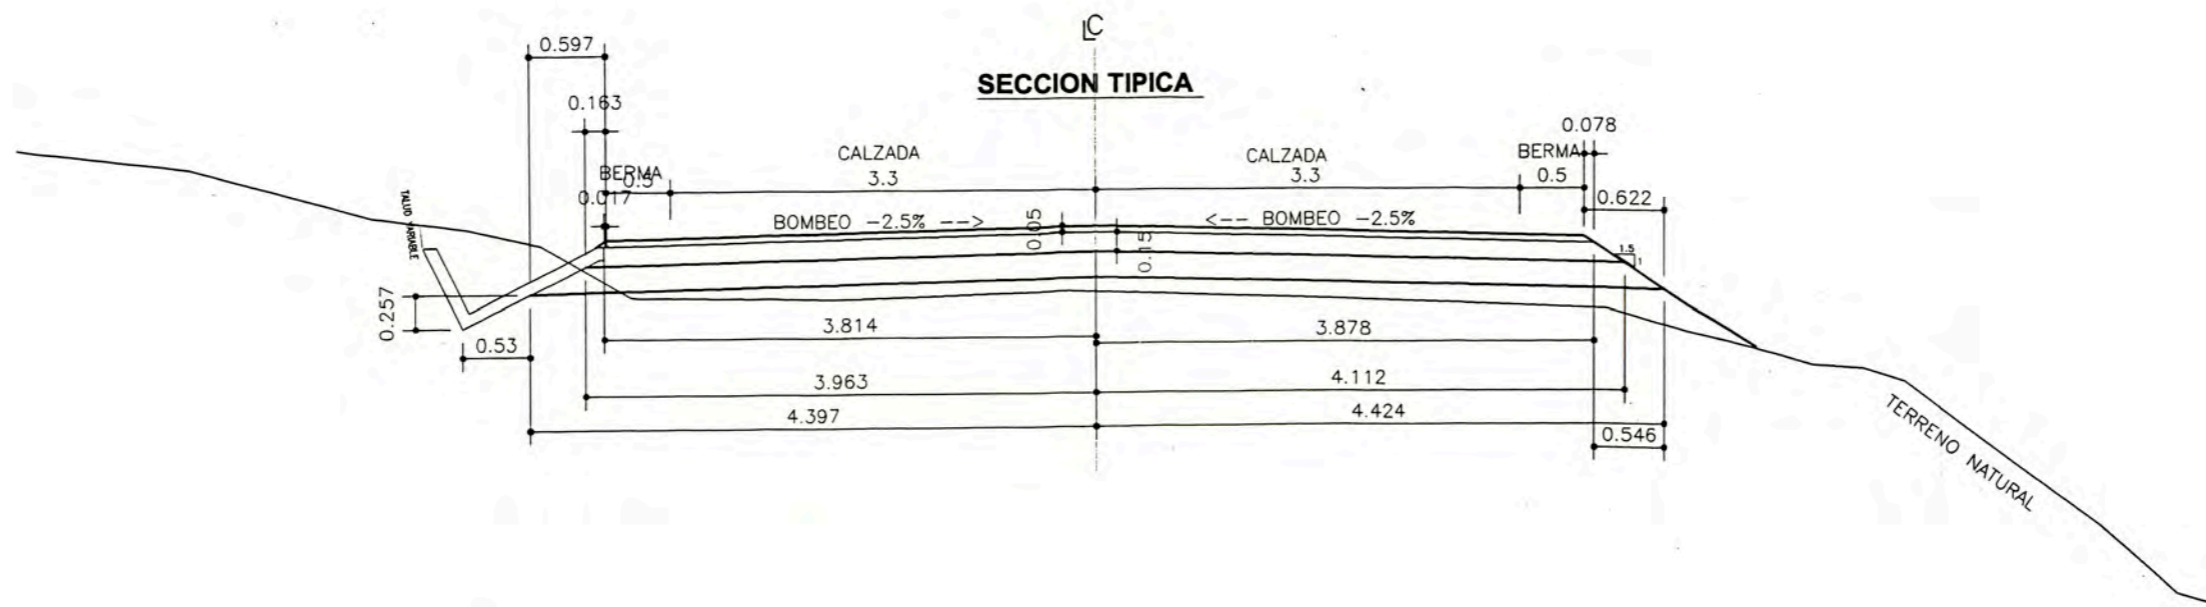 ℄
0.597
SECCION TIPICA
0.163
0.078
CALZADA
CALZADA
BERMA
BERMA
0.5
3.3
3.3
0.5
0.017
0.622
BOMBEO -2.5% -->
0.05
<-- BOMBEO -2.5%
0.15
1.5
1
TALUD VARIABLE
0.257
0.53
3.814
3.878
3.963
4.112
4.397
4.424
0.546
TERRENO NATURAL